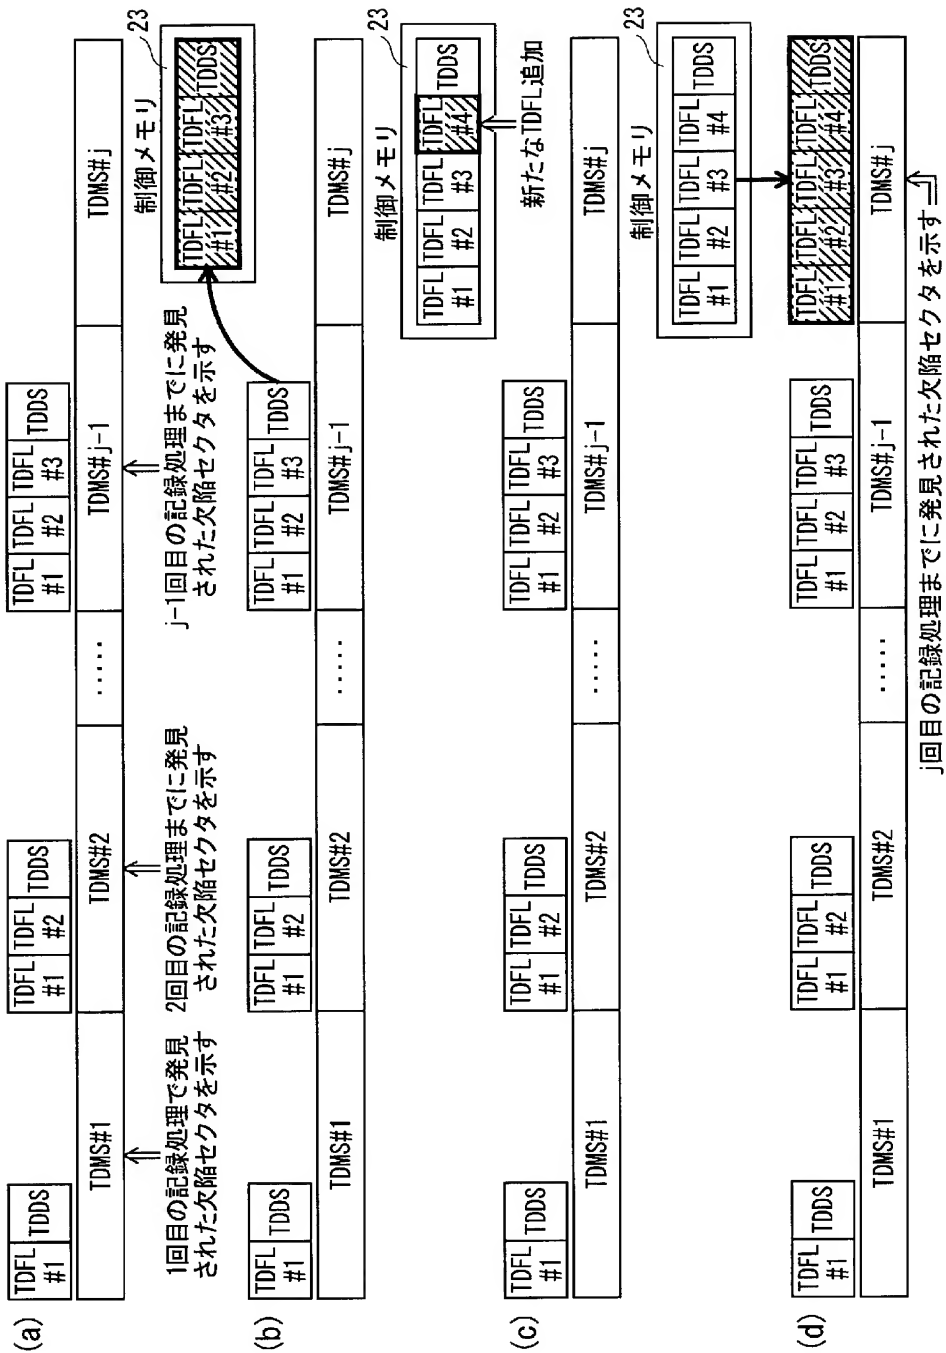 (a)
TDFL
#1
TDDS
TDFL
#1
TDFL
#2
TDDS
TDFL
#1
TDFL
#2
TDFL
#3
TDDS
TDMS#1
TDMS#2
.....
TDMS#j-1
TDMS#j
1回目の記録処理で発見
された欠陥セクタを示す
2回目の記録処理までに発見
された欠陥セクタを示す
j-1回目の記録処理までに発見
された欠陥セクタを示す
制御メモリ
23
TDFL
#1
TDFL
#2
TDFL
#3
TDDS
(b)
TDFL
#1
TDDS
TDFL
#1
TDFL
#2
TDDS
TDFL
#1
TDFL
#2
TDFL
#3
TDDS
TDMS#1
TDMS#2
.....
TDMS#j-1
TDMS#j
制御メモリ
23
TDFL
#1
TDFL
#2
TDFL
#3
TDFL
#4
TDDS
新たなTDFL追加
(c)
TDFL
#1
TDDS
TDFL
#1
TDFL
#2
TDDS
TDFL
#1
TDFL
#2
TDFL
#3
TDDS
TDMS#1
TDMS#2
.....
TDMS#j-1
TDMS#j
制御メモリ
23
TDFL
#1
TDFL
#2
TDFL
#3
TDFL
#4
TDDS
(d)
TDFL
#1
TDDS
TDFL
#1
TDFL
#2
TDDS
TDFL
#1
TDFL
#2
TDFL
#3
TDDS
TDFL
#1
TDFL
#2
TDFL
#3
TDFL
#4
TDDS
TDMS#1
TDMS#2
.....
TDMS#j-1
TDMS#j
j回目の記録処理までに発見された欠陥セクタを示す